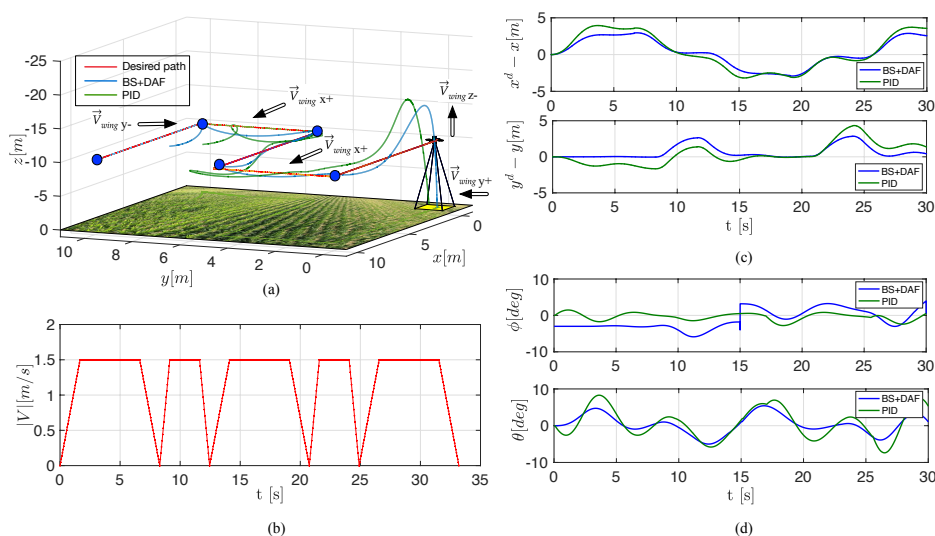 -25
-20
-15
-10
-5
0
z[m]
Desired path
BS+DAF
PID
V⃗wing y-
V⃗wing x+
V⃗wing x+
V⃗wing z-
V⃗wing y+
10
8
6
4
2
0
y[m]
10
5
0
x[m]
(a)
2
1.5
1
0.5
0
|V|[m/s]
0 5 10 15 20 25 30 35
t [s]
(b)
(c)
5
0
-5
x^d − x[m]
BS+DAF
PID
0 5 10 15 20 25 30
5
0
-5
y^d − y[m]
BS+DAF
PID
0 5 10 15 20 25 30
t [s]
(c)
10
0
-10
ϕ[deg]
BS+DAF
PID
0 5 10 15 20 25 30
10
0
-10
θ[deg]
BS+DAF
PID
0 5 10 15 20 25 30
t [s]
(d)